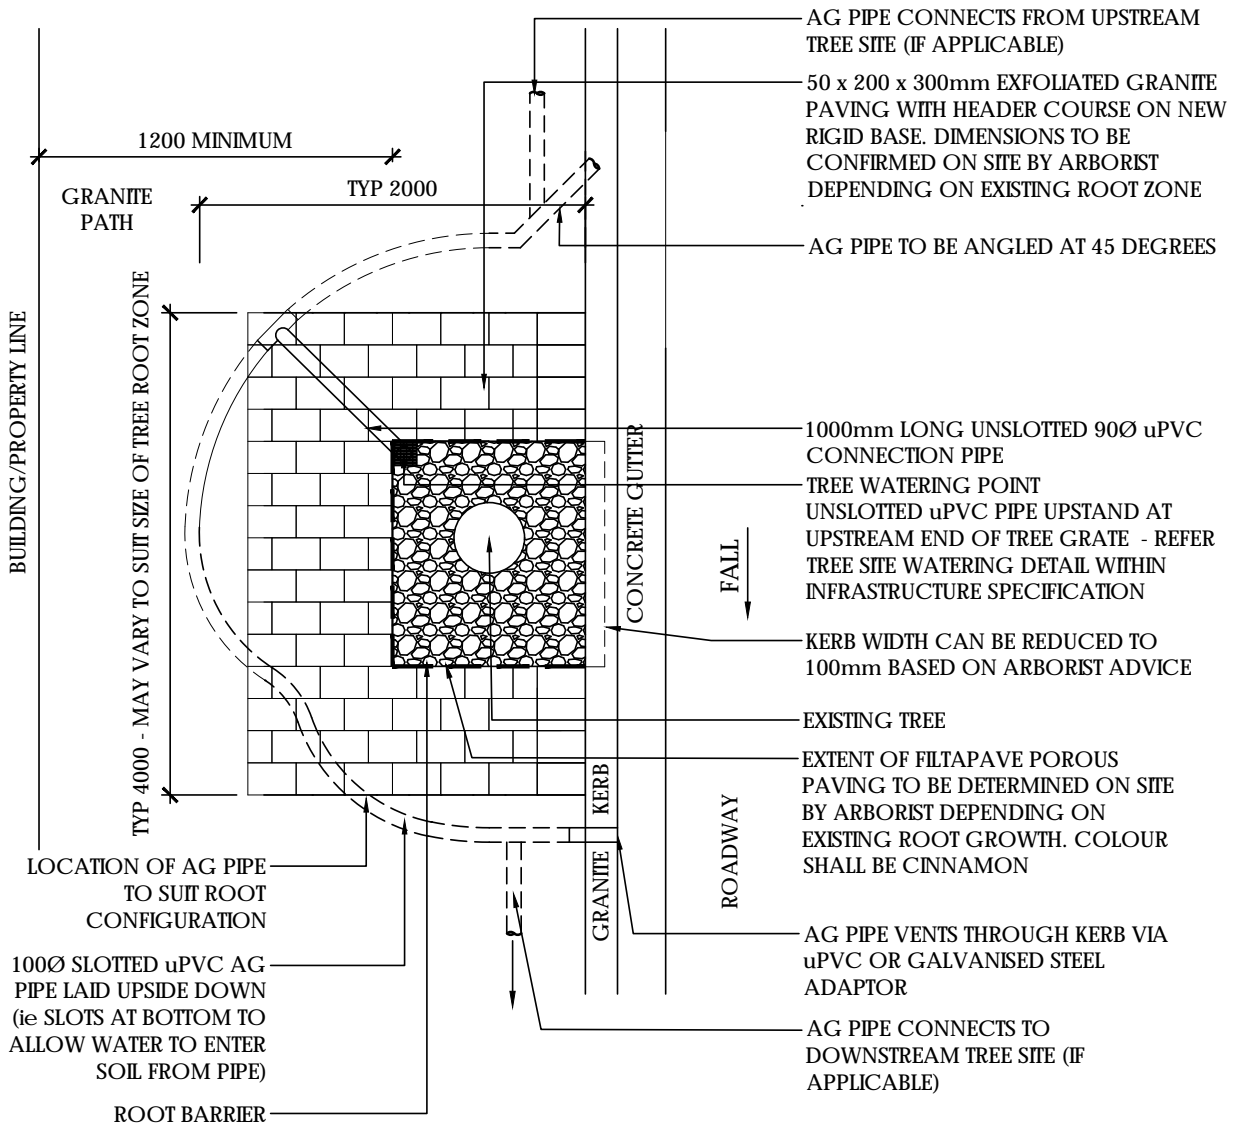 AG PIPE CONNECTS FROM UPSTREAM
TREE SITE (IF APPLICABLE)
50 x 200 x 300mm EXFOLIATED GRANITE
PAVING WITH HEADER COURSE ON NEW
RIGID BASE. DIMENSIONS TO BE
CONFIRMED ON SITE BY ARBORIST
DEPENDING ON EXISTING ROOT ZONE
1200 MINIMUM
TYP 2000
GRANITE
PATH
AG PIPE TO BE ANGLED AT 45 DEGREES
BUILDING/PROPERTY LINE
TYP 4000 - MAY VARY TO SUIT SIZE OF TREE ROOT ZONE
1000mm LONG UNSLOTTED 90Ø uPVC
CONNECTION PIPE
TREE WATERING POINT
UNSLOTTED uPVC PIPE UPSTAND AT
UPSTREAM END OF TREE GRATE - REFER
TREE SITE WATERING DETAIL WITHIN
INFRASTRUCTURE SPECIFICATION
CONCRETE GUTTER
FALL
KERB WIDTH CAN BE REDUCED TO
100mm BASED ON ARBORIST ADVICE
EXISTING TREE
EXTENT OF FILTAPAVE POROUS
PAVING TO BE DETERMINED ON SITE
BY ARBORIST DEPENDING ON
EXISTING ROOT GROWTH. COLOUR
SHALL BE CINNAMON
GRANITE KERB
ROADWAY
LOCATION OF AG PIPE
TO SUIT ROOT
CONFIGURATION
AG PIPE VENTS THROUGH KERB VIA
uPVC OR GALVANISED STEEL
ADAPTOR
100Ø SLOTTED uPVC AG
PIPE LAID UPSIDE DOWN
(ie SLOTS AT BOTTOM TO
ALLOW WATER TO ENTER
SOIL FROM PIPE)
AG PIPE CONNECTS TO
DOWNSTREAM TREE SITE (IF
APPLICABLE)
ROOT BARRIER